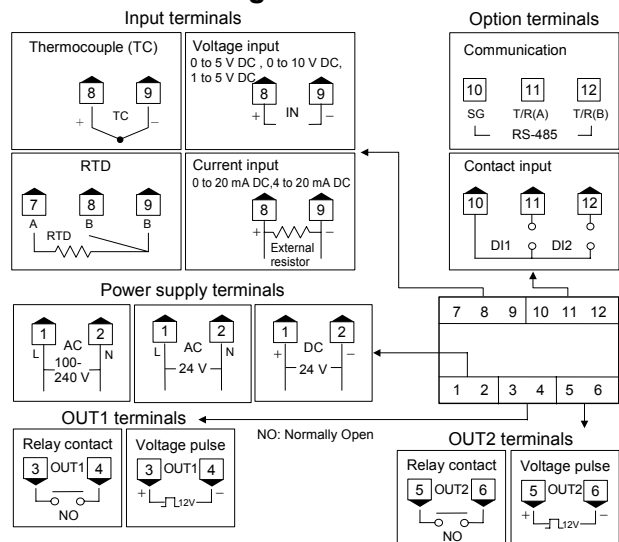 Input terminals
Thermocouple (TC)
8 9
TC
+ −
Voltage input
0 to 5 V DC , 0 to 10 V DC,
1 to 5 V DC
8 9
+ IN −
RTD
7 8 9
A B B
RTD
Current input
0 to 20 mA DC,4 to 20 mA DC
8 9
+ −
External
resistor
Option terminals
Communication
10 11 12
SG T/R(A) T/R(B)
RS-485
Contact input
10 11 12
DI1 DI2
Power supply terminals
1 2
AC
L N
100-
240 V
1 2
AC
L N
24 V
1 2
DC
+ −
24 V
7 8 9 10 11 12
1 2 3 4 5 6
OUT1 terminals
NO: Normally Open
Relay contact
3 OUT1 4
NO
Voltage pulse
3 OUT1 4
+ −
12V
OUT2 terminals
Relay contact
5 OUT2 6
NO
Voltage pulse
5 OUT2 6
+ −
12V